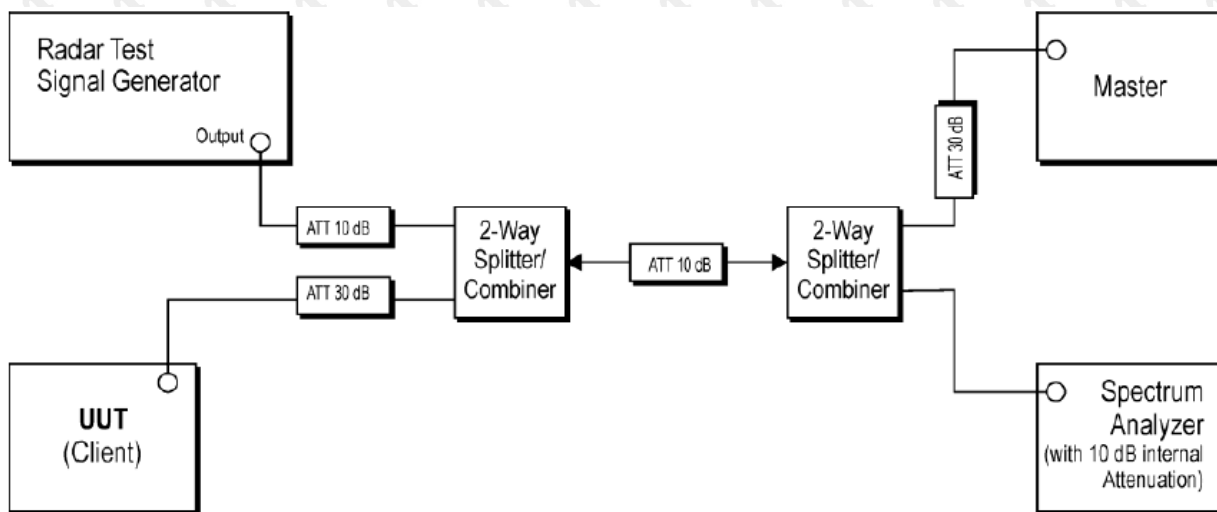 Radar Test
Signal Generator
Output
ATT 10 dB
ATT 30 dB
2-Way
Splitter/
Combiner
ATT 10 dB
2-Way
Splitter/
Combiner
ATT 30 dB
Master
UUT
(Client)
Spectrum
Analyzer
(with 10 dB internal
Attenuation)